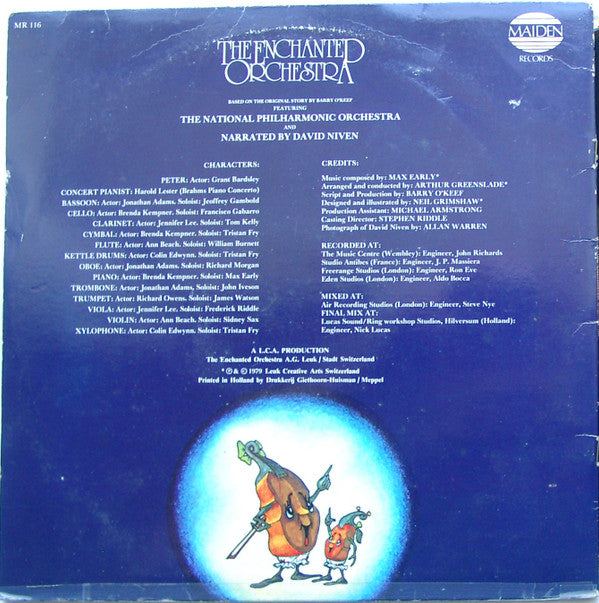 MR 116
MAIDEN
RECORDS
THE ENCHANTED
ORCHESTRA
BASED ON THE ORIGINAL STORY BY BARRY O'KEEF
FEATURING
THE NATIONAL PHILHARMONIC ORCHESTRA
AND
NARRATED BY DAVID NIVEN
CHARACTERS:
PETER: Actor: Grant Bardsley
CONCERT PIANIST: Harold Lester (Brahms Piano Concerto)
BASSOON: Actor: Jonathan Adams. Soloist: Jeoffrey Gambold
CELLO: Actor: Brenda Kempner. Soloist: Francisco Gabarro
CLARINET: Actor: Jennifer Lee. Soloist: Tom Kelly
CYMBAL: Actor: Brenda Kempner. Soloist: Tristan Fry
FLUTE: Actor: Ann Beach. Soloist: William Burnett
KETTLE DRUMS: Actor: Colin Edwynn. Soloist: Tristan Fry
OBOE: Actor: Jonathan Adams. Soloist: Richard Morgan
PIANO: Actor: Brenda Kempner. Soloist: Max Early
TROMBONE: Actor: Jonathan Adams, Soloist: John Iveson
TRUMPET: Actor: Richard Owens. Soloist: James Watson
VIOLA: Actor: Jennifer Lee. Soloist: Frederick Riddle
VIOLIN: Actor: Ann Beach. Soloist: Sidney Sax
XYLOPHONE: Actor: Colin Edwynn. Soloist: Tristan Fry
CREDITS:
Music composed by: MAX EARLY*
Arranged and conducted by: ARTHUR GREENSLADE*
Script and Production by: BARRY O'KEEF
Designed and illustrated by: NEIL GRIMSHAW*
Production Assistant: MICHAEL ARMSTRONG
Casting Director: STEPHEN RIDDLE
Photograph of David Niven by: ALLAN WARREN
RECORDED AT:
The Music Centre (Wembley): Engineer, John Richards
Studio Antibes (France): Engineer, J. P. Massiera
Freerange Studios (London): Engineer, Ron Eve
Eden Studios (London): Engineer, Aldo Bocca
MIXED AT:
Air Recording Studios (London): Engineer, Steve Nye
FINAL MIX AT:
Lucas Sound/Ring workshop Studios, Hilversum (Holland):
Engineer, Nick Lucas
A L.C.A. PRODUCTION
The Enchanted Orchestra A.G. Leuk / Stadt Switzerland
* ℗ & © 1979 Leuk Creative Arts Switzerland
Printed in Holland by Drukkerij Giethoorn-Huisman / Meppel